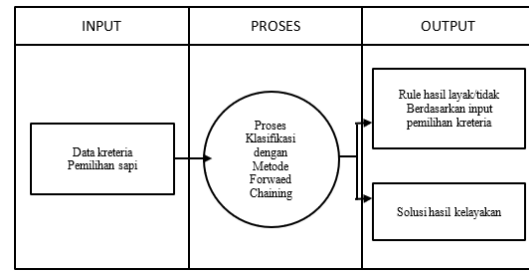 INPUT
PROSES
OUTPUT
Data kreteria
Pemilihan sapi
Proses
Klasifikasi
dengan
Metode
Forwaed
Chaining
Rule hasil layak/tidak
Berdasarkan input
pemilihan kreteria
Solusi hasil kelayakan